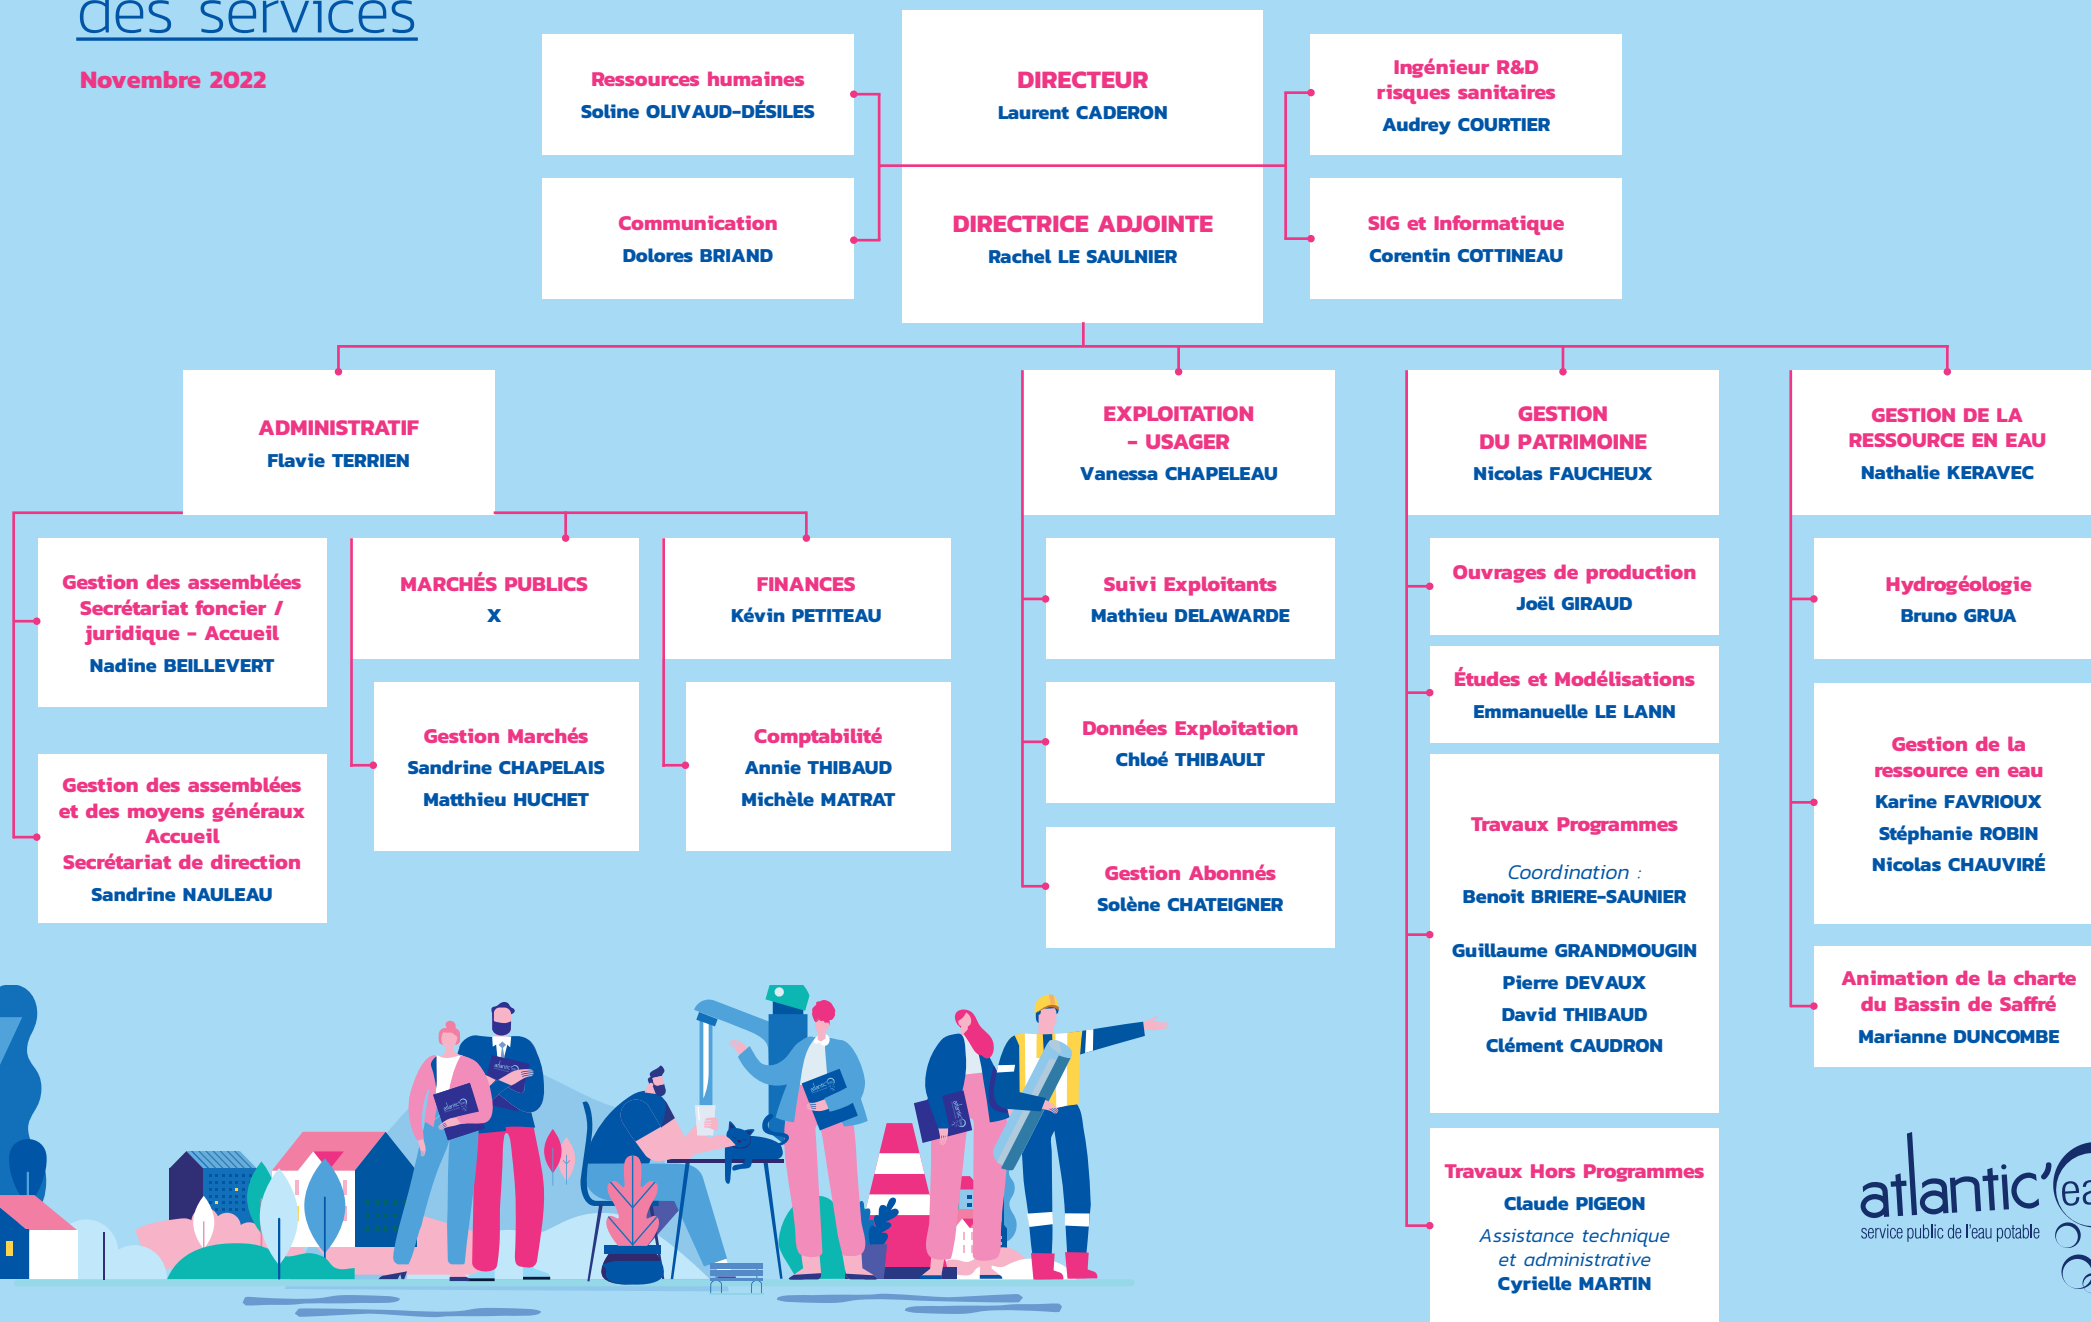 des services
Novembre 2022
Ressources humaines
Soline OLIVAUD-DÉSILES
DIRECTEUR
Laurent CADERON
Ingénieur R&D
risques sanitaires
Audrey COURTIER
Communication
Dolores BRIAND
DIRECTRICE ADJOINTE
Rachel LE SAULNIER
SIG et Informatique
Corentin COTTINEAU
ADMINISTRATIF
Flavie TERRIEN
EXPLOITATION
- USAGER
Vanessa CHAPELEAU
GESTION
DU PATRIMOINE
Nicolas FAUCHEUX
GESTION DE LA
RESSOURCE EN EAU
Nathalie KERAVEC
Gestion des assemblées
Secrétariat foncier /
juridique - Accueil
Nadine BEILLEVERT
Gestion des assemblées
et des moyens généraux
Accueil
Secrétariat de direction
Sandrine NAULEAU
MARCHÉS PUBLICS
X
Gestion Marchés
Sandrine CHAPELAIS
Matthieu HUCHET
FINANCES
Kévin PETITEAU
Comptabilité
Annie THIBAUD
Michèle MATRAT
Suivi Exploitants
Mathieu DELAWARDE
Données Exploitation
Chloé THIBAULT
Gestion Abonnés
Solène CHATEIGNER
Ouvrages de production
Joël GIRAUD
Études et Modélisations
Emmanuelle LE LANN
Travaux Programmes
Coordination :
Benoit BRIERE-SAUNIER
Guillaume GRANDMOUGIN
Pierre DEVAUX
David THIBAUD
Clément CAUDRON
Travaux Hors Programmes
Claude PIGEON
Assistance technique
et administrative
Cyrielle MARTIN
Hydrogéologie
Bruno GRUA
Gestion de la
ressource en eau
Karine FAVRIOUX
Stéphanie ROBIN
Nicolas CHAUVIRÉ
Animation de la charte
du Bassin de Saffré
Marianne DUNCOMBE
atlantic'ea
service public de l'eau potable